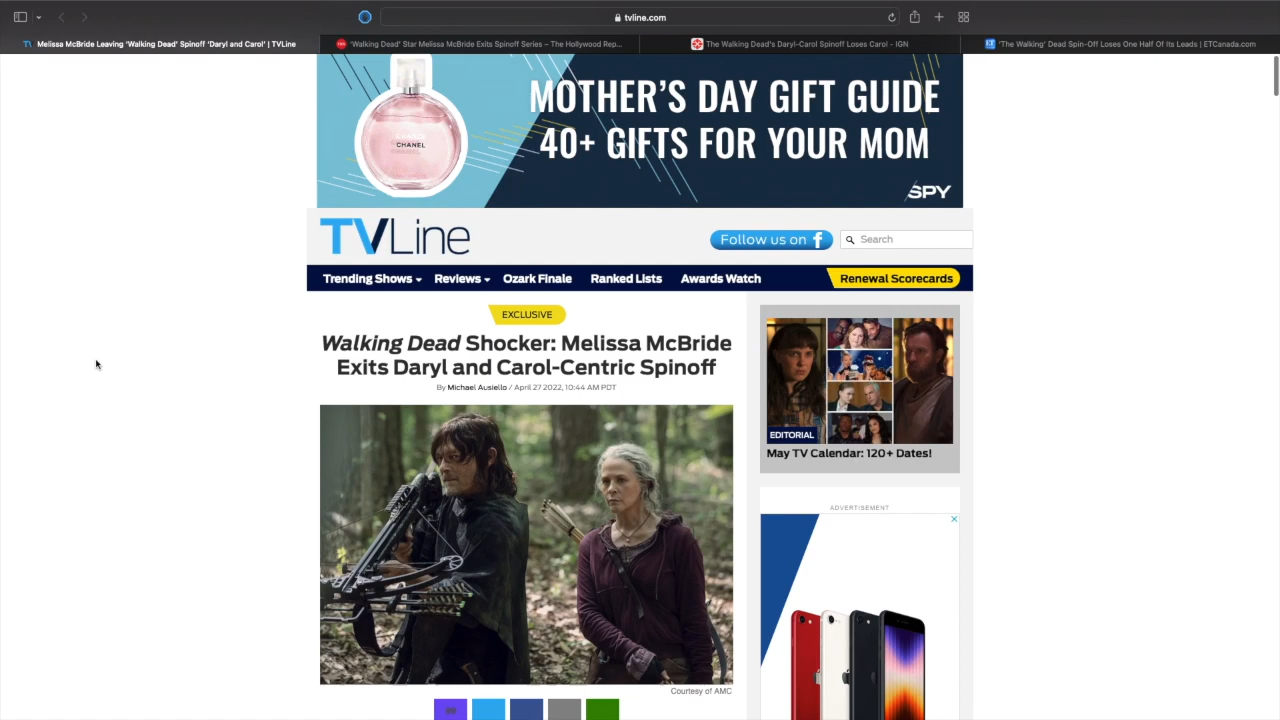 tvline.com
Melissa McBride Leaving 'Walking Dead' Spinoff 'Daryl and Carol' | TVLine
'Walking Dead' Star Melissa McBride Exits Spinoff Series – The Hollywood Rep...
The Walking Dead's Daryl-Carol Spinoff Loses Carol - IGN
ET
'The Walking' Dead Spin-Off Loses One Half Of Its Leads | ETCanada.com
MOTHER'S DAY GIFT GUIDE
40+ GIFTS FOR YOUR MOM
CHANCE
CHANEL
SPY
TVLine
Follow us on f
Search
Trending Shows
Reviews
Ozark Finale
Ranked Lists
Awards Watch
Renewal Scorecards
EXCLUSIVE
Walking Dead Shocker: Melissa McBride
Exits Daryl and Carol-Centric Spinoff
By Michael Ausiello / April 27 2022, 10:44 AM PDT
Courtesy of AMC
EDITORIAL
May TV Calendar: 120+ Dates!
ADVERTISEMENT